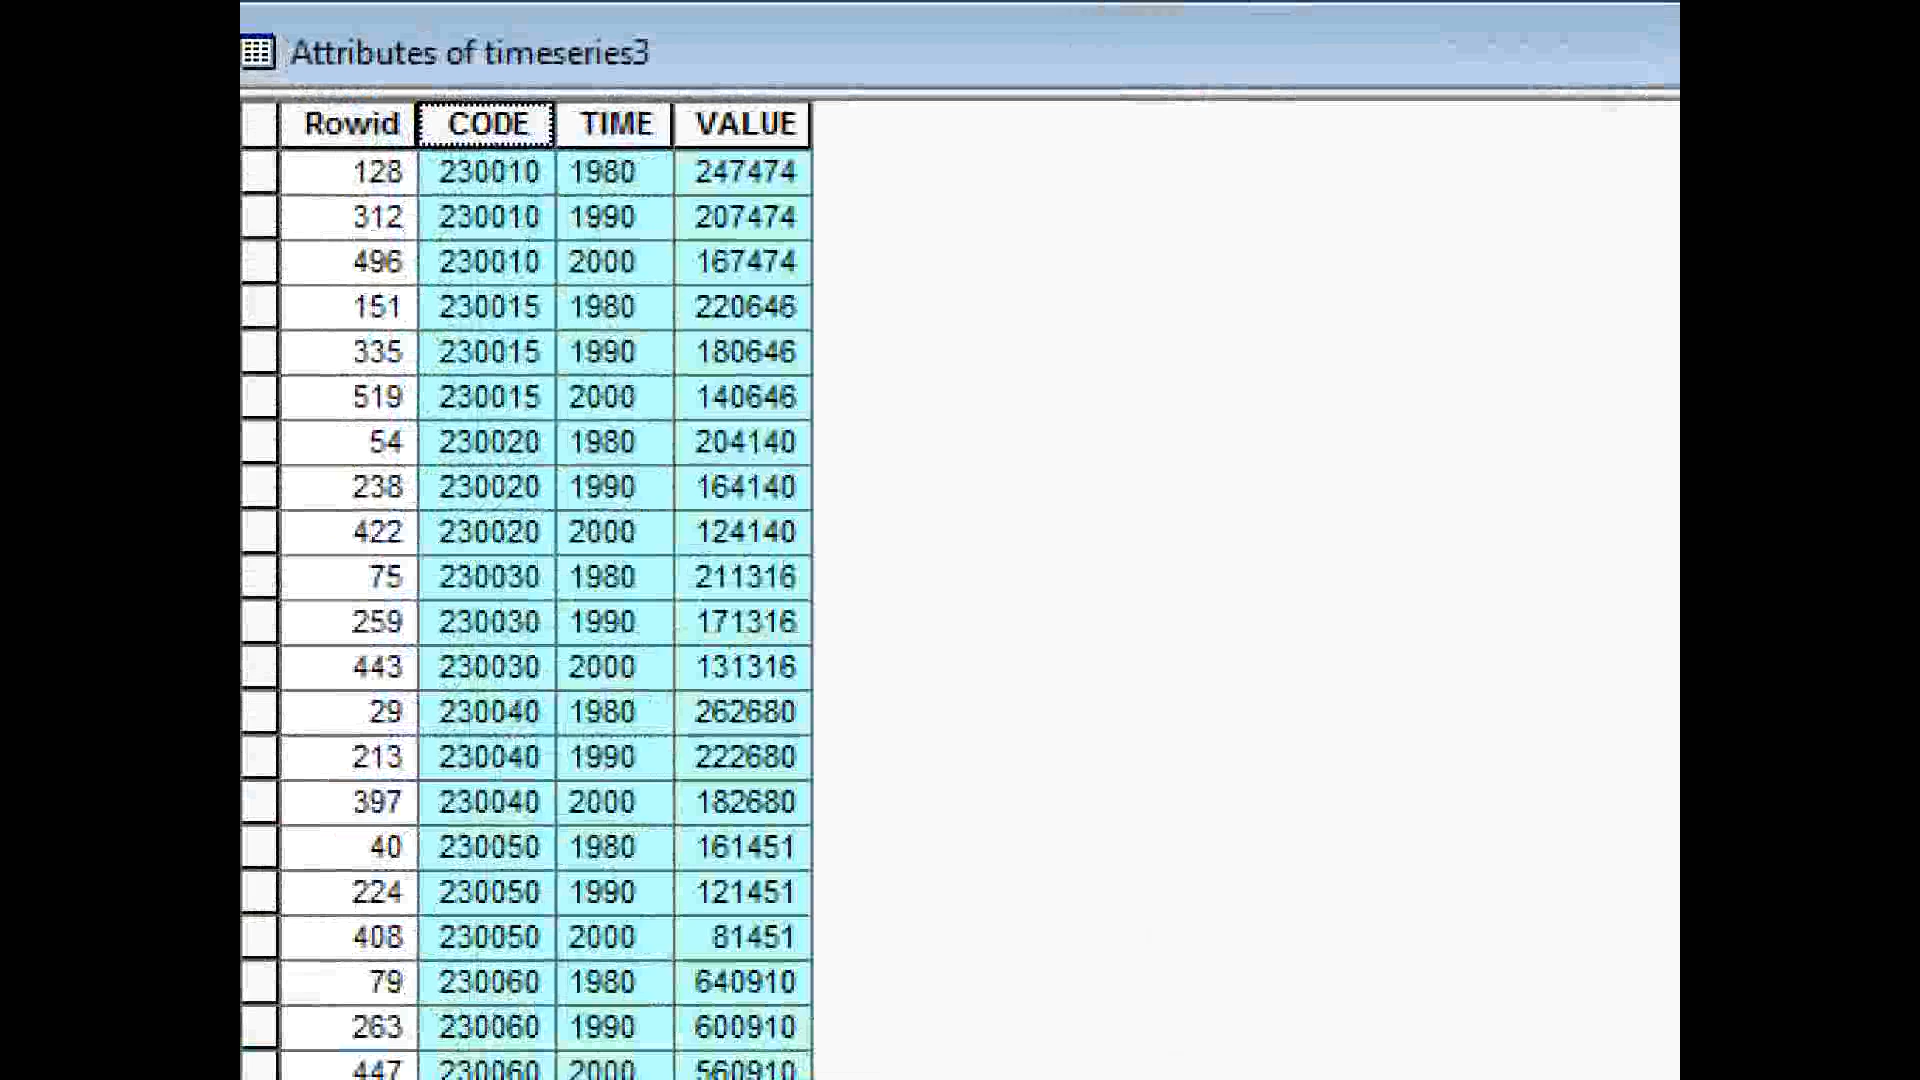 Attributes of timeseries3
Rowid CODE TIME VALUE
128 230010 1980 247474
312 230010 1990 207474
496 230010 2000 167474
151 230015 1980 220646
335 230015 1990 180646
519 230015 2000 140646
54 230020 1980 204140
238 230020 1990 164140
422 230020 2000 124140
75 230030 1980 211316
259 230030 1990 171316
443 230030 2000 131316
29 230040 1980 262680
213 230040 1990 222680
397 230040 2000 182680
40 230050 1980 161451
224 230050 1990 121451
408 230050 2000 81451
79 230060 1980 640910
263 230060 1990 600910
447 230060 2000 560910